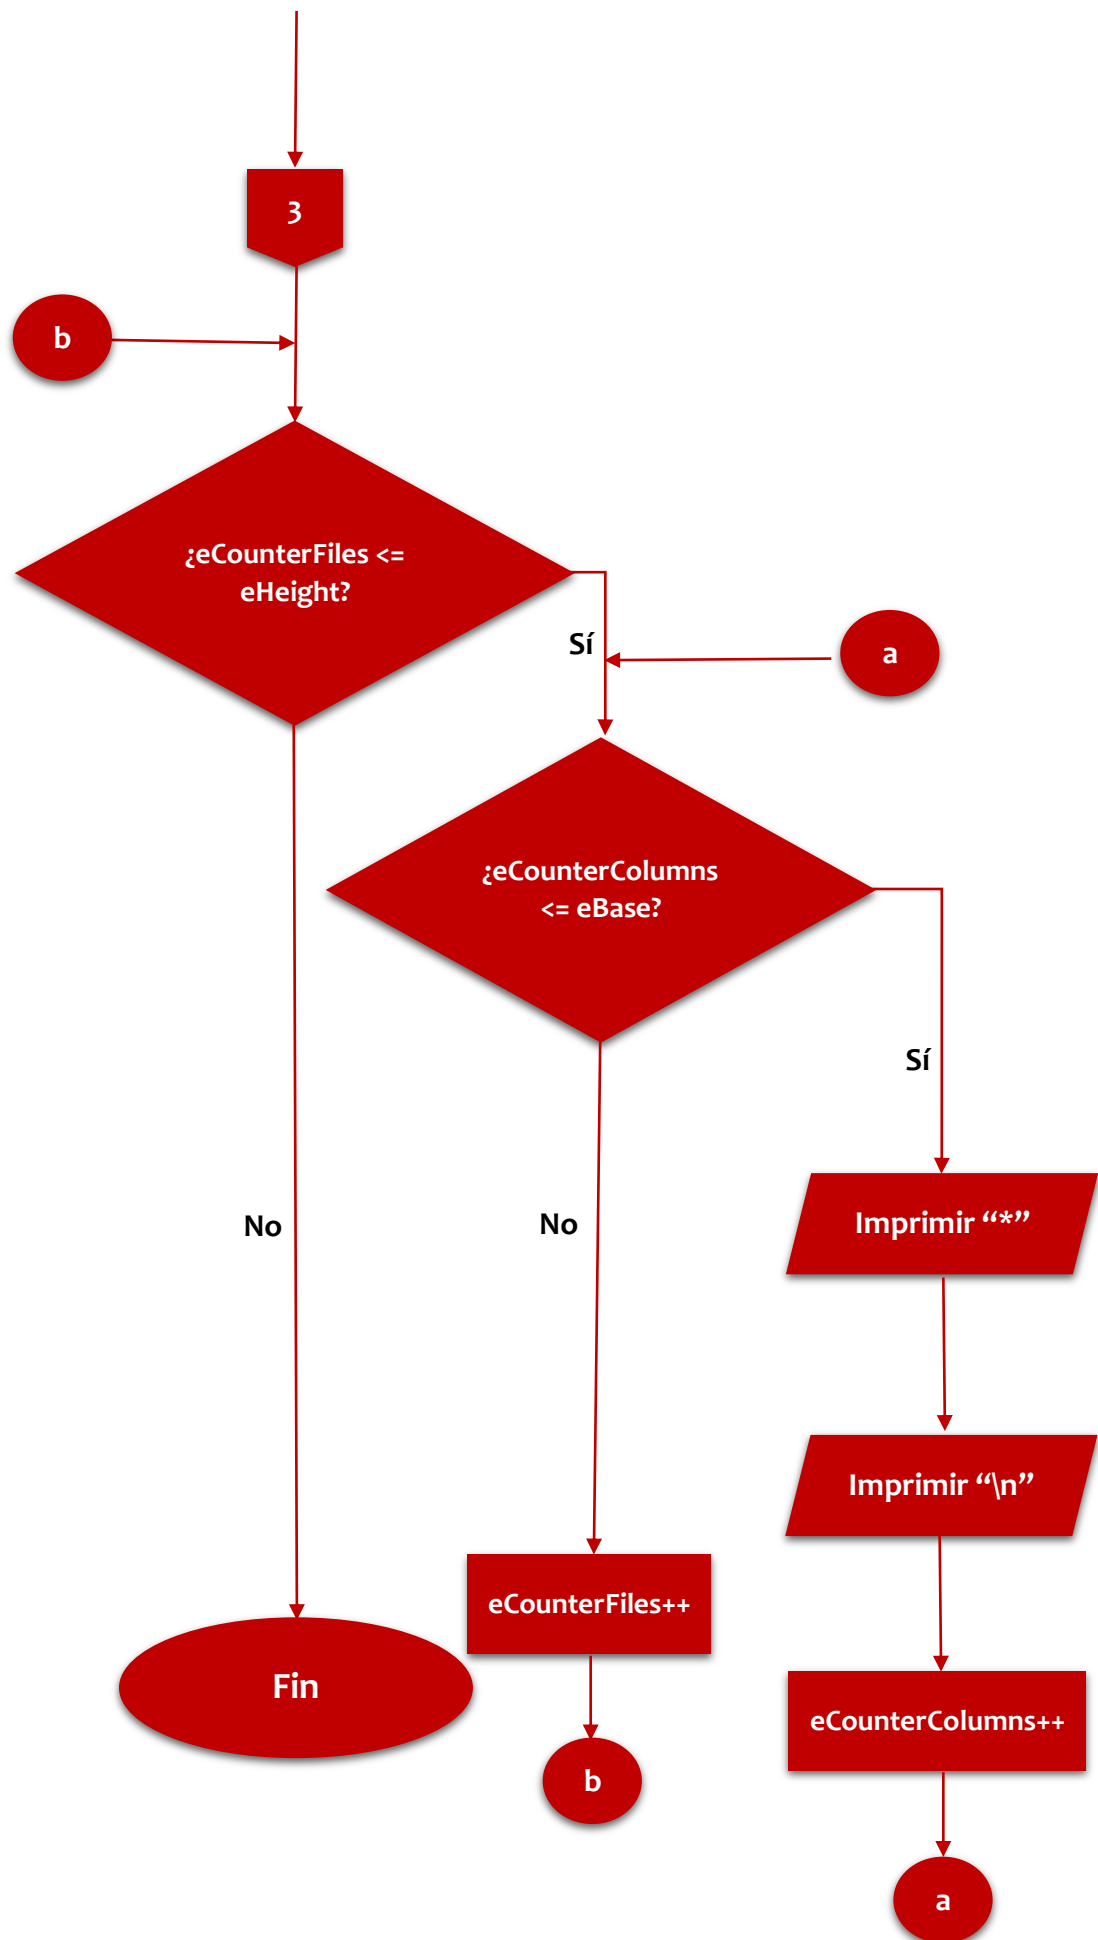 3
b
¿eCounterFiles <=
eHeight?
Sí
a
¿eCounterColumns
<= eBase?
Sí
No
No
Imprimir “*”
Imprimir “\n”
eCounterFiles++
Fin
eCounterColumns++
b
a